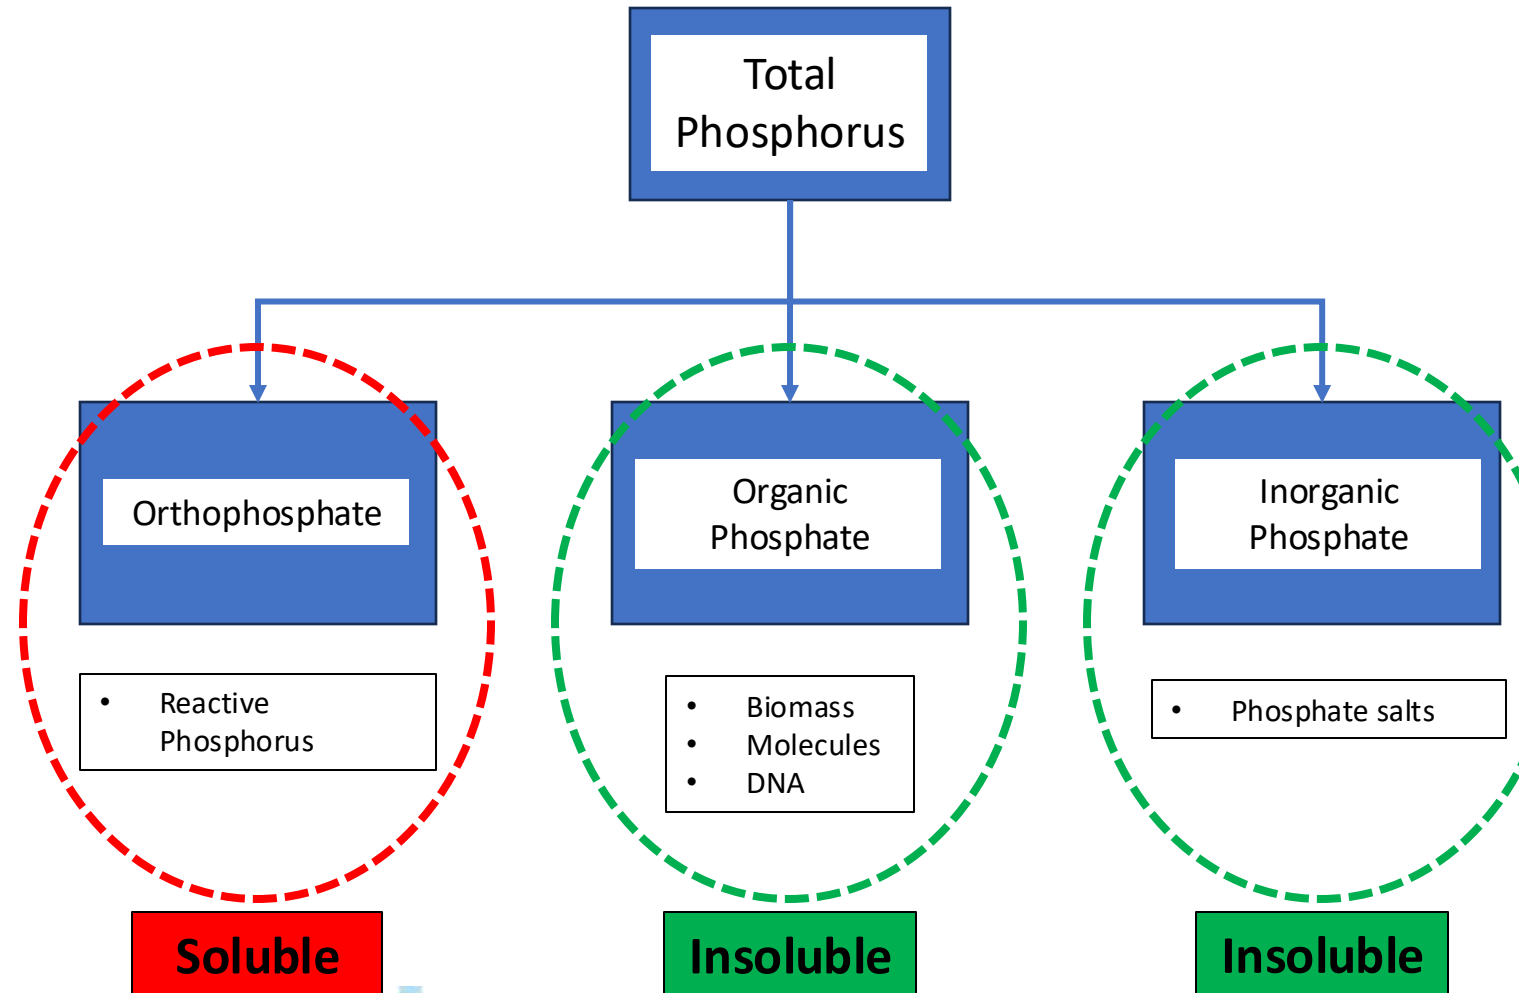 Total
Phosphorus
Orthophosphate
Organic
Phosphate
Inorganic
Phosphate
• Reactive
Phosphorus
• Biomass
• Molecules
• DNA
• Phosphate salts
Soluble
Insoluble
Insoluble